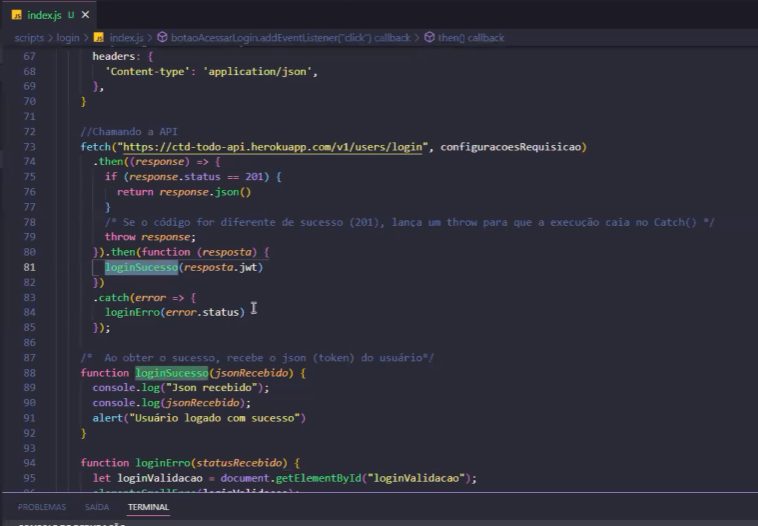 JS index.js U X
scripts > login > JS index.js > botaoAcessarLogin.addEventListener("click") callback > then() callback
67 headers: {
68 'Content-type': 'application/json',
69 },
70 }
71
72 //Chamando a API
73 fetch("https://ctd-todo-api.herokuapp.com/v1/users/login", configuracoesRequisicao)
74 .then((response) => {
75 if (response.status == 201) {
76 return response.json()
77 }
78 /* Se o código for diferente de sucesso (201), lança um throw para que a execução caia no Catch() */
79 throw response;
80 }).then(function (resposta) {
81 loginSucesso(resposta.jwt)
82 })
83 .catch(error => {
84 loginErro(error.status)
85 });
86
87 /* Ao obter o sucesso, recebe o json (token) do usuário*/
88 function loginSucesso(jsonRecebido) {
89 console.log("Json recebido");
90 console.log(jsonRecebido);
91 alert("Usuário logado com sucesso")
92 }
93
94 function loginErro(statusRecebido) {
95 let loginValidacao = document.getElementById("loginValidacao");
PROBLEMAS SAÍDA TERMINAL